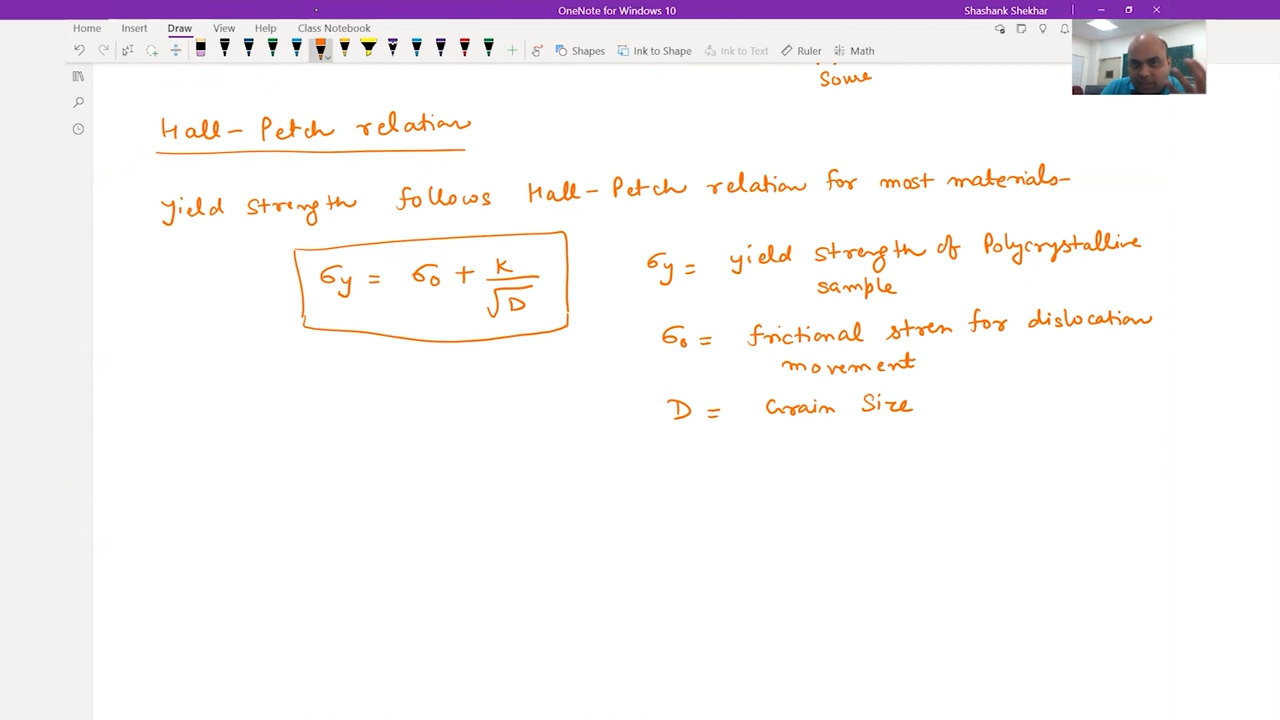 OneNote for Windows 10
Shashank Shekhar
Home Insert Draw View Help Class Notebook
Shapes Ink to Shape Ink to Text Ruler Math
Some
Hall-Petch relation
Yield strength follows Hall-Petch relation for most materials-
σy = σ0 + K/√D
σy = yield strength of Polycrystalline
sample
σ0 = frictional stress for dislocation
movement
D = Grain Size